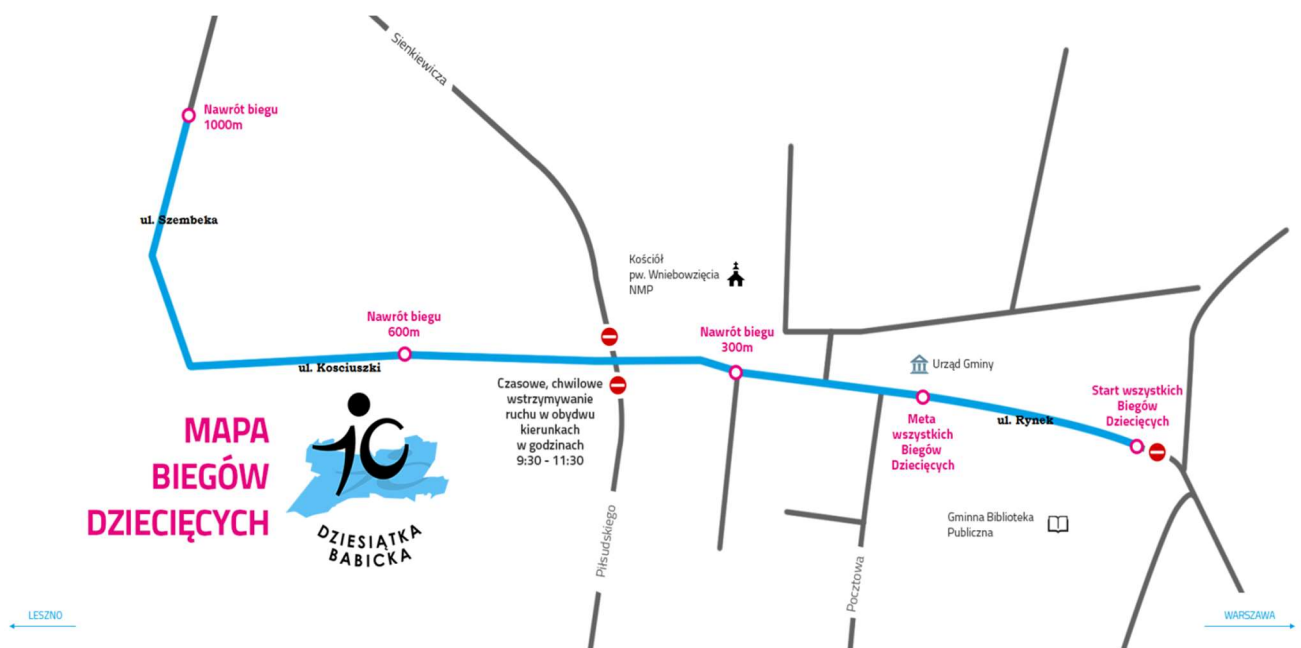 Sienkiewicza
Nawrót biegu
1000m
ul. Szembeka
Kościół
pw. Wniebowzięcia
NMP
Nawrót biegu
600m
Nawrót biegu
300m
ul. Kosciuszki
Urząd Gminy
Czasowe, chwilowe
wstrzymywanie
ruchu w obydwu
kierunkach
w godzinach
9:30 - 11:30
Start wszystkich
Biegów
Dziecięcych
ul. Rynek
Meta
wszystkich
Biegów
Dziecięcych
MAPA
BIEGÓW
DZIECIĘCYCH
10
DZIESIĄTKA
BABICKA
Piłsudskiego
Pocztowa
Gminna Biblioteka
Publiczna
LESZNO
WARSZAWA